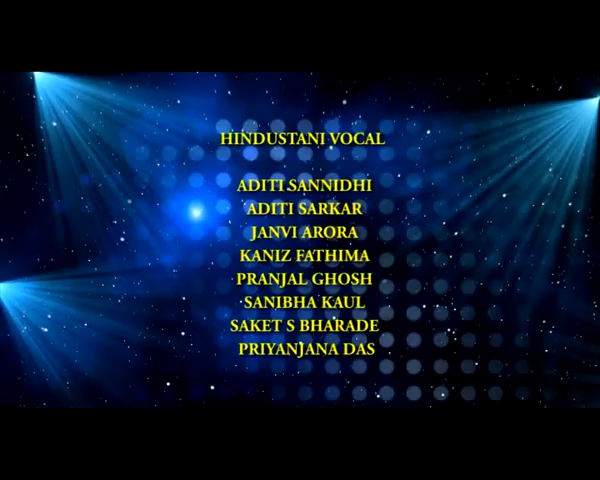 HINDUSTANI VOCAL
ADITI SANNIDHI
ADITI SARKAR
JANVI ARORA
KANIZ FATHIMA
PRANJAL GHOSH
SANIBHA KAUL
SAKET S BHARADE
PRIYANJANA DAS